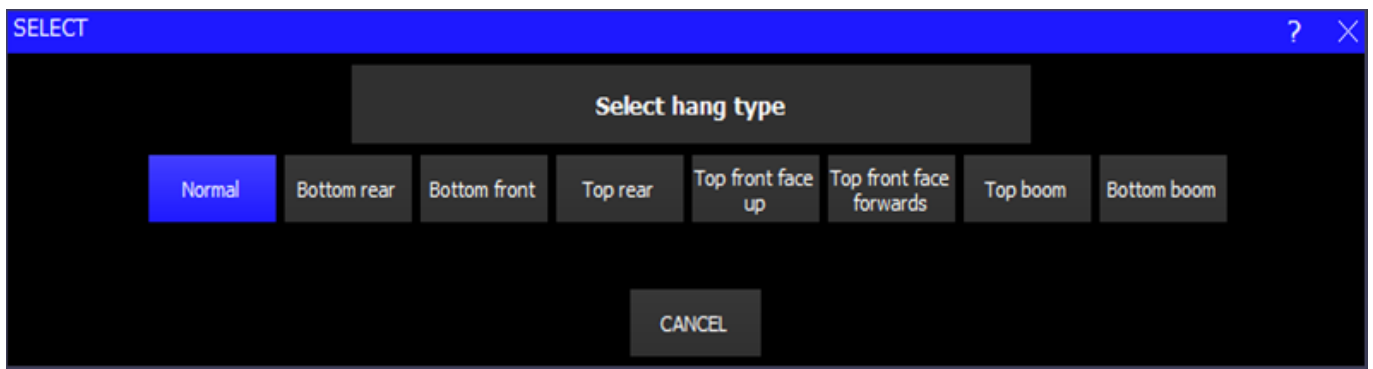 SELECT ?
Select hang type
Normal Bottom rear Bottom front Top rear Top front face up Top front face forwards Top boom Bottom boom
CANCEL